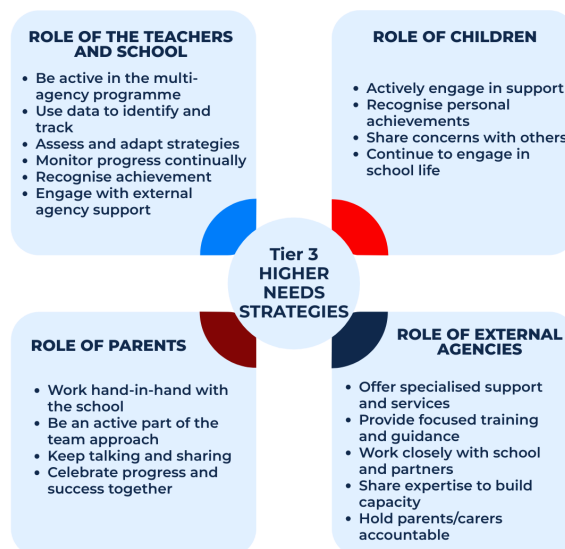 ROLE OF THE TEACHERS
AND SCHOOL
• Be active in the multi-
agency programme
• Use data to identify and
track
• Assess and adapt strategies
• Monitor progress continually
• Recognise achievement
• Engage with external
agency support
ROLE OF CHILDREN
• Actively engage in support
• Recognise personal
achievements
• Share concerns with others
• Continue to engage in
school life
Tier 3
HIGHER
NEEDS
STRATEGIES
ROLE OF PARENTS
• Work hand-in-hand with
the school
• Be an active part of the
team approach
• Keep talking and sharing
• Celebrate progress and
success together
ROLE OF EXTERNAL
AGENCIES
• Offer specialised support
and services
• Provide focused training
and guidance
• Work closely with school
and partners
• Share expertise to build
capacity
• Hold parents/carers
accountable